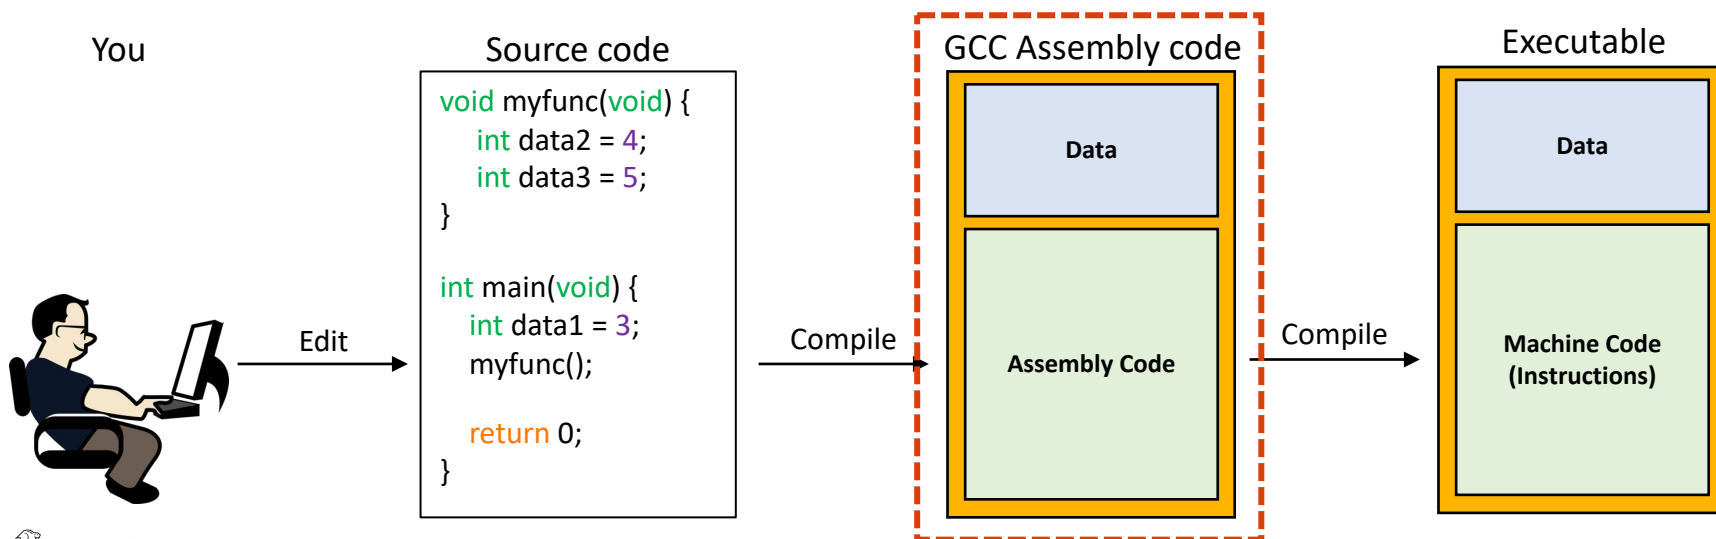 You
Edit
Source code
void myfunc(void) {
int data2 = 4;
int data3 = 5;
}
int main(void) {
int data1 = 3;
myfunc();
return 0;
}
Compile
GCC Assembly code
Data
Assembly Code
Compile
Executable
Data
Machine Code
(Instructions)